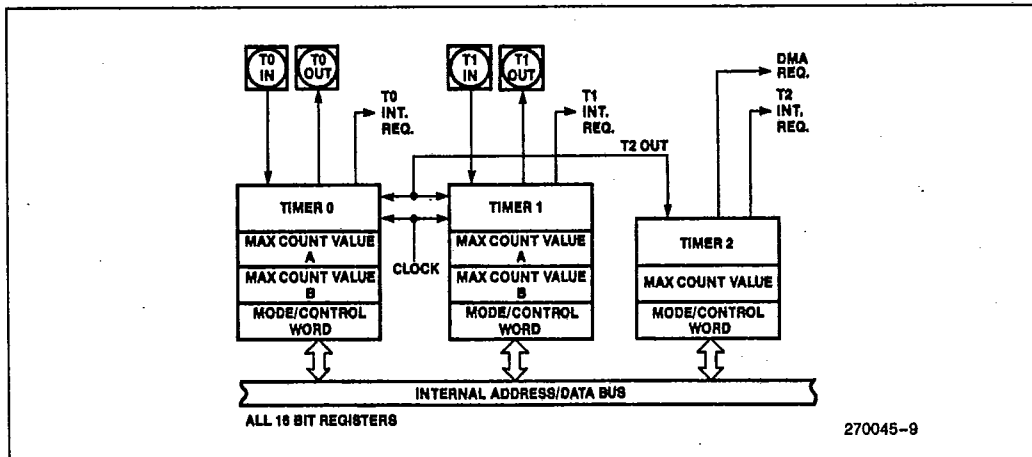 T0
IN
T0
OUT
T1
IN
T1
OUT
DMA
REQ.
T0
INT.
REQ.
T1
INT.
REQ.
T2
INT.
REQ.
T2 OUT
TIMER 0
TIMER 1
TIMER 2
MAX COUNT VALUE
A
MAX COUNT VALUE
B
MODE/CONTROL
WORD
CLOCK
MAX COUNT VALUE
A
MAX COUNT VALUE
B
MODE/CONTROL
WORD
MAX COUNT VALUE
MODE/CONTROL
WORD
INTERNAL ADDRESS/DATA BUS
ALL 16 BIT REGISTERS
270045-9